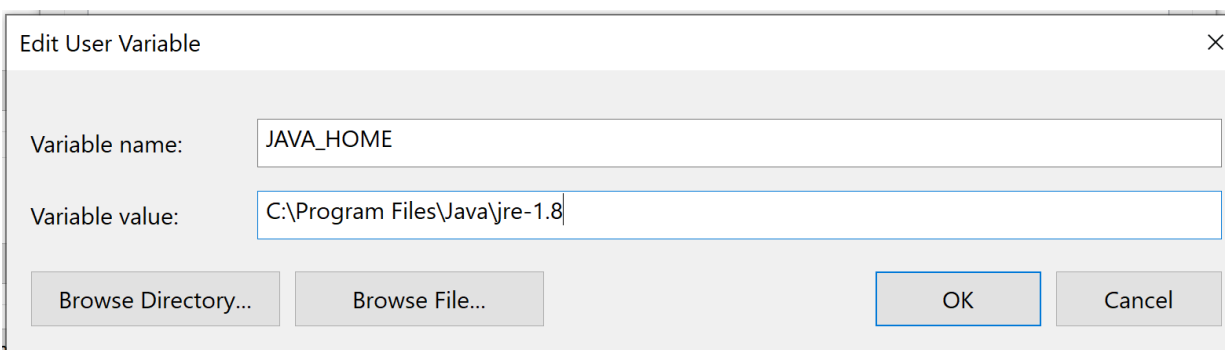 Edit User Variable
Variable name: JAVA_HOME
Variable value: C:\Program Files\Java\jre-1.8
Browse Directory... Browse File... OK Cancel